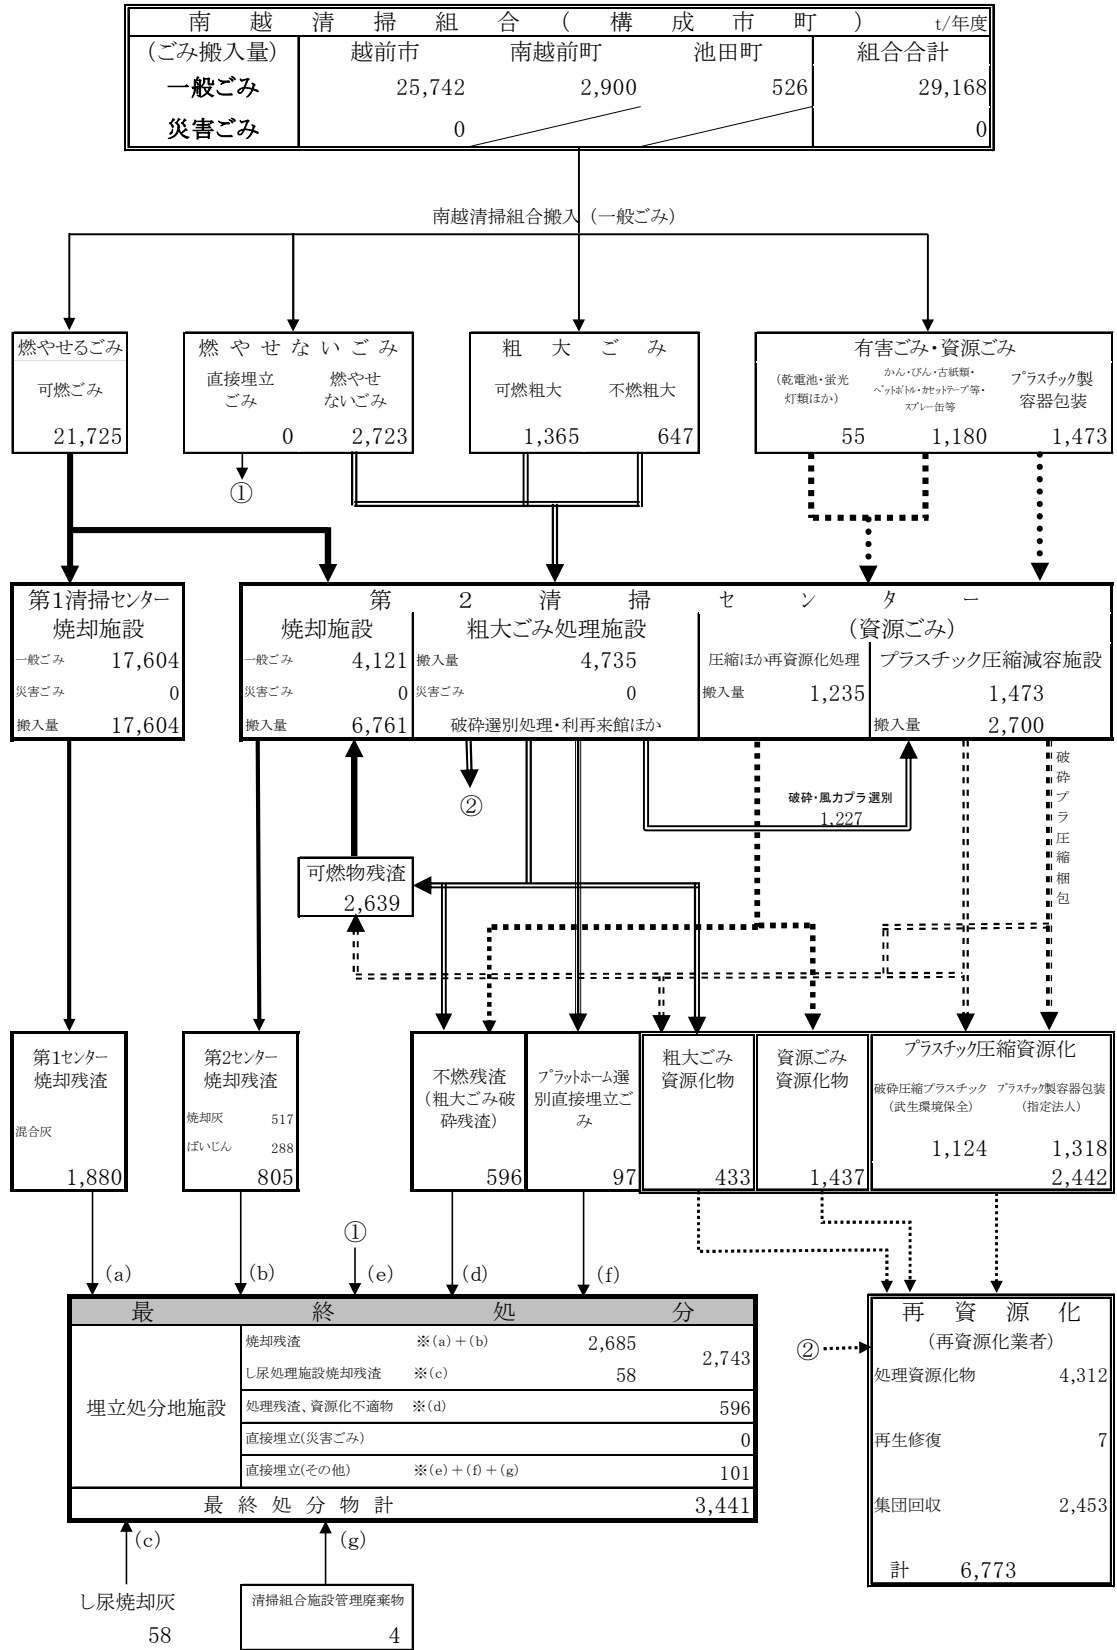 南越清掃組合(構成市町) t/年度
(ごみ搬入量) 越前市 南越前町 池田町 組合合計
一般ごみ 25,742 2,900 526 29,168
災害ごみ 0 0
南越清掃組合搬入(一般ごみ)
燃やせるごみ
可燃ごみ
21,725
燃やせないごみ
直接埋立ごみ
0
燃やせないごみ
2,723
①
粗大ごみ
可燃粗大 不燃粗大
1,365 647
有害ごみ・資源ごみ
(乾電池・蛍光
灯類ほか)
55
かん・びん・古紙類・
ペットボトル・カセットテープ等・
スプレー缶等
1,180
プラスチック製
容器包装
1,473
第1清掃センター
焼却施設
一般ごみ 17,604
災害ごみ 0
搬入量 17,604
第2清掃センター
焼却施設
一般ごみ 4,121
災害ごみ 0
搬入量 6,761
粗大ごみ処理施設
搬入量 4,735
災害ごみ 0
破砕選別処理・利再来館ほか
(資源ごみ)
圧縮ほか再資源化処理
搬入量 1,235
プラスチック圧縮減容施設
1,473
搬入量 2,700
②
破砕・風力プラ選別
1,227
破砕プラ圧縮梱包
可燃物残渣
2,639
第1センター
焼却残渣
混合灰
1,880
第2センター
焼却残渣
焼却灰 517
ばいじん 288
805
不燃残渣
(粗大ごみ破
砕残渣)
596
プラットホーム選
別直接埋立ご
み
97
粗大ごみ
資源化物
433
資源ごみ
資源化物
1,437
プラスチック圧縮資源化
破砕圧縮プラスチック
(武生環境保全)
1,124
プラスチック製容器包装
(指定法人)
1,318
2,442
(a)
(b)
①
(e)
(d)
(f)
最終処分
埋立処分地施設
焼却残渣 ※(a)+(b) 2,685
2,743
し尿処理施設焼却残渣 ※(c) 58
処理残渣、資源化不適物 ※(d) 596
直接埋立(災害ごみ) 0
直接埋立(その他) ※(e)+(f)+(g) 101
最終処分物計 3,441
(c)
し尿焼却灰
58
(g)
清掃組合施設管理廃棄物
4
再資源化
(再資源化業者)
②
処理資源化物 4,312
再生修復 7
集団回収 2,453
計 6,773